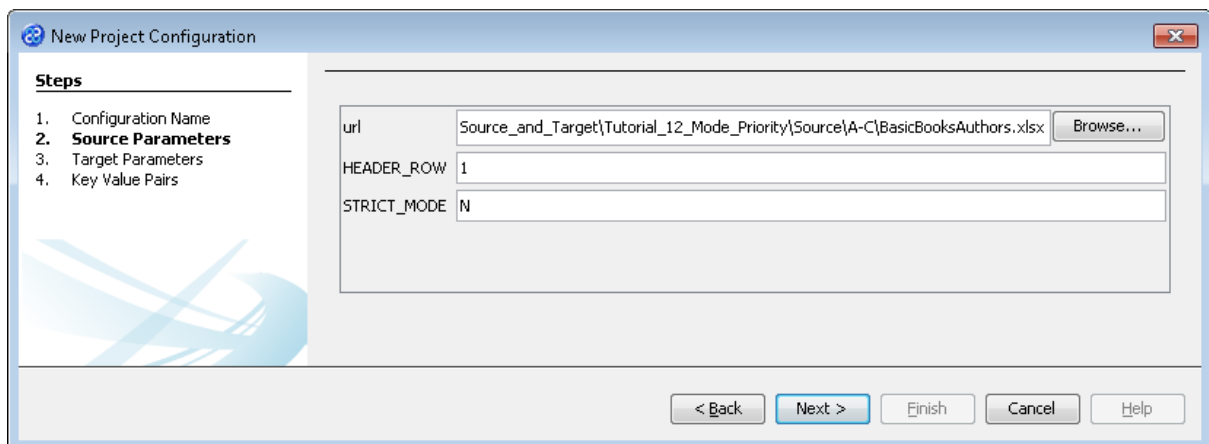 New Project Configuration
Steps
1. Configuration Name
2. Source Parameters
3. Target Parameters
4. Key Value Pairs
url Source_and_Target\Tutorial_12_Mode_Priority\Source\A-C\BasicBooksAuthors.xlsx Browse...
HEADER_ROW 1
STRICT_MODE N
< Back Next > Finish Cancel Help